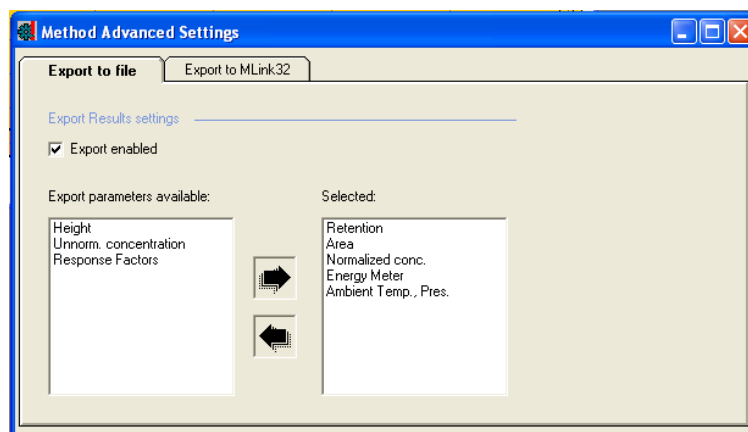 Method Advanced Settings
Export to file
Export to MLink32
Export Results settings
Export enabled
Export parameters available:
Height
Unnorm. concentration
Response Factors
Selected:
Retention
Area
Normalized conc.
Energy Meter
Ambient Temp., Pres.